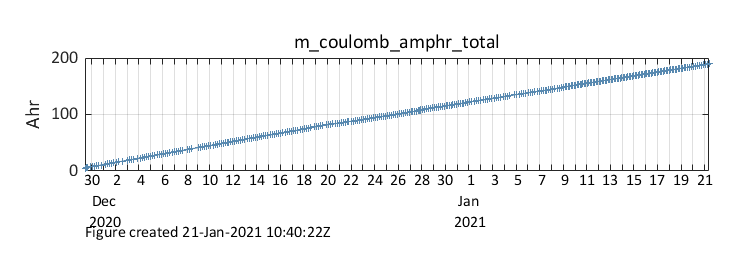 m_coulomb_amphr_total
Ahr
200
100
0
30 2 4 6 8 10 12 14 16 18 20 22 24 26 28 30 1 3 5 7 9 11 13 15 17 19 21
Dec Jan
2020 2021
Figure created 21-Jan-2021 10:40:22Z